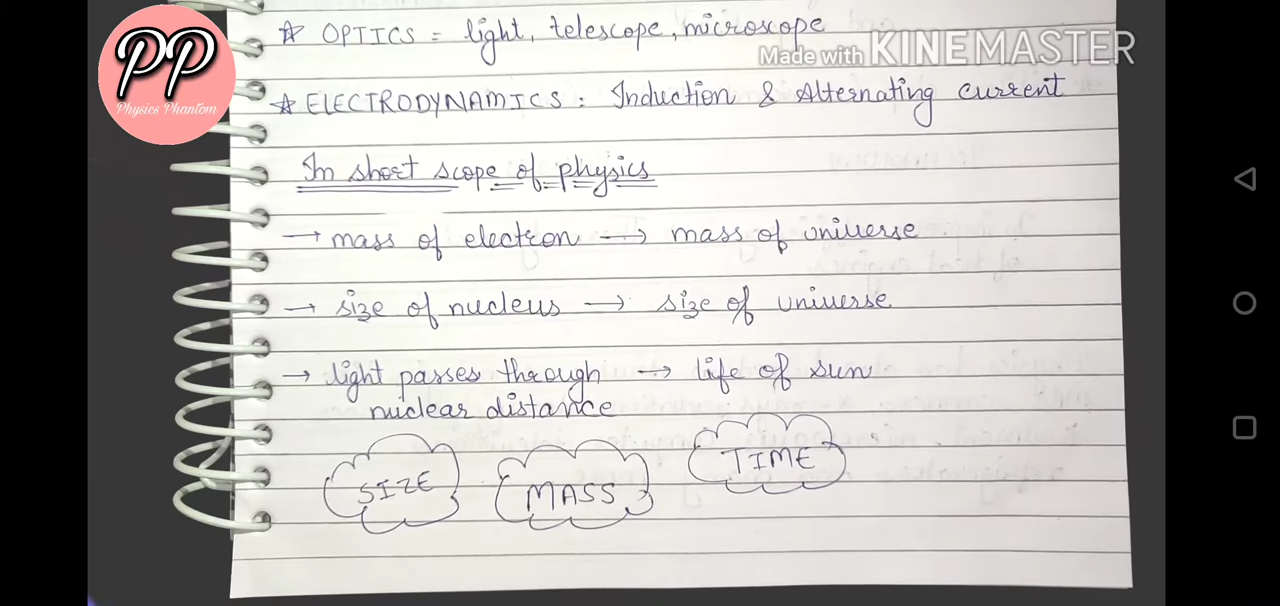 ☆ OPTICS = light, telescope, microscope
Made with KINEMASTER
PP
Physics Phantom
☆ ELECTRODYNAMICS : Induction & Alternating current
In short scope of physics
→ mass of electron → mass of universe
→ size of nucleus → size of universe
→ light passes through → life of sun
nuclear distance
SIZE MASS TIME